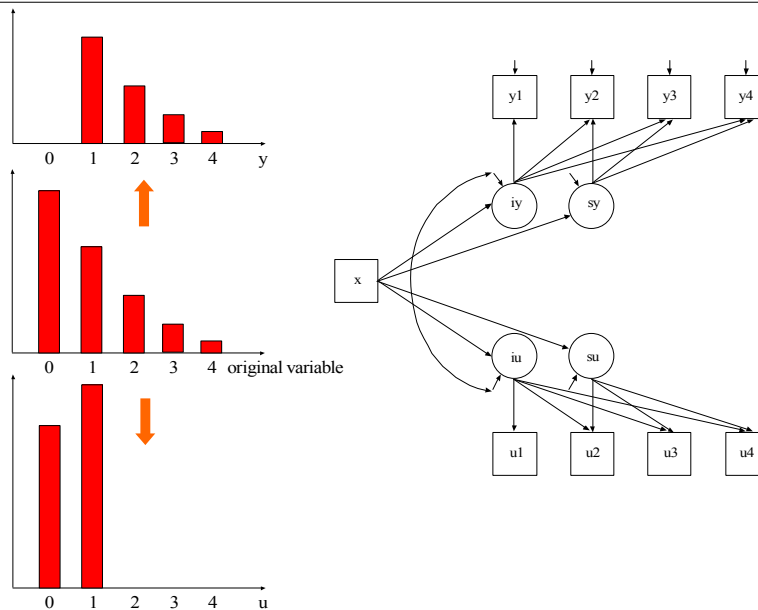 0 1 2 3 4 y
0 1 2 3 4 original variable
0 1 2 3 4 u
y1 y2 y3 y4
iy sy
x
iu su
u1 u2 u3 u4